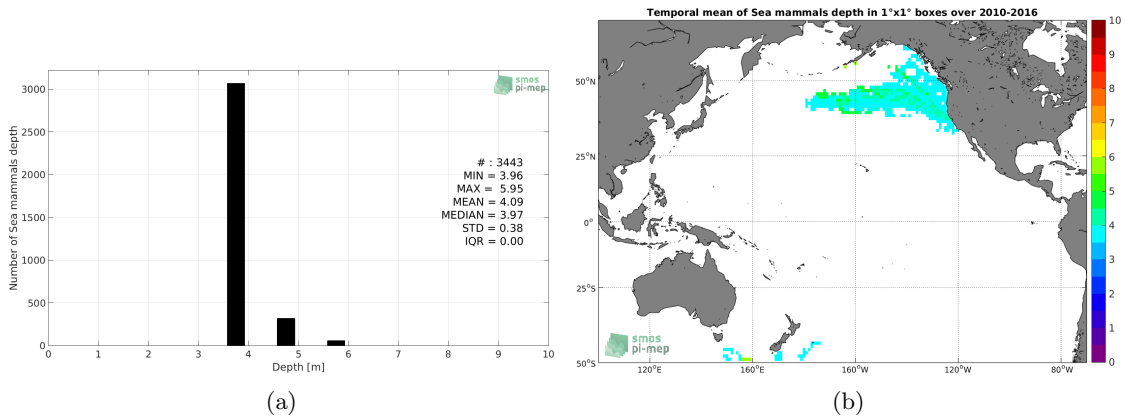 Temporal mean of Sea mammals depth in 1°x1° boxes over 2010-2016
Number of Sea mammals depth
3000
2500
2000
1500
1000
500
0
smos
pi-mep
# : 3443
MIN = 3.96
MAX = 5.95
MEAN = 4.09
MEDIAN = 3.97
STD = 0.38
IQR = 0.00
0 1 2 3 4 5 6 7 8 9 10
Depth [m]
(a)
50°N
25°N
0°
25°S
50°S
smos
pi-mep
120°E 160°E 160°W 120°W 80°W
10
9
8
7
6
5
4
3
2
1
0
(b)